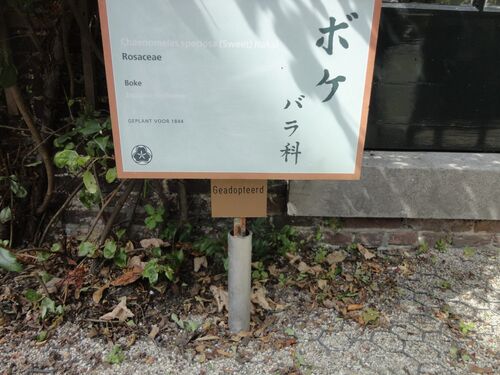 Chaenomeles speciosa (Sweet) Nakai
Rosaceae
Boke
GEPLANT VOOR 1844
ボケ
バラ科
Geadopteerd